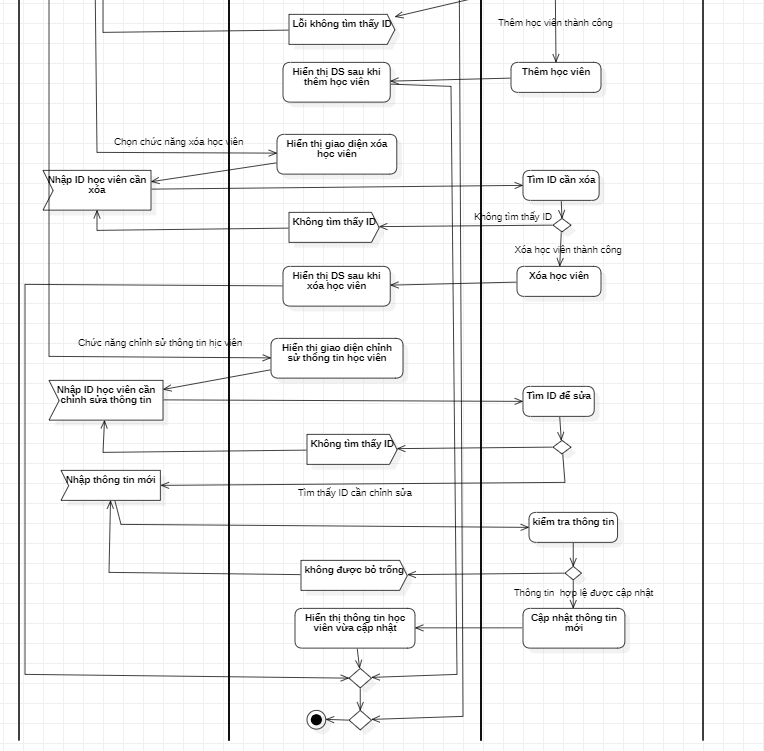 Lỗi không tìm thấy ID
Thêm học viên thành công
Hiển thị DS sau khi
thêm học viên
Thêm học viên
Chọn chức năng xóa học viên
Hiển thị giao diện xóa
học viên
Nhập ID học viên cần
xóa
Tìm ID cần xóa
Không tìm thấy ID
Không tìm thấy ID
Xóa học viên thành công
Hiển thị DS sau khi
xóa học viên
Xóa học viên
Chức năng chỉnh sử thông tin hịc viên
Hiển thị giao diện chỉnh
sử thông tin học viên
Nhập ID học viên cần
chỉnh sửa thông tin
Tìm ID để sửa
Không tìm thấy ID
Nhập thông tin mới
Tìm thấy ID cần chỉnh sửa
kiểm tra thông tin
không được bỏ trống
Thông tin hợp lệ được cập nhật
Hiển thị thông tin học
viên vừa cập nhật
Cập nhật thông tin
mới